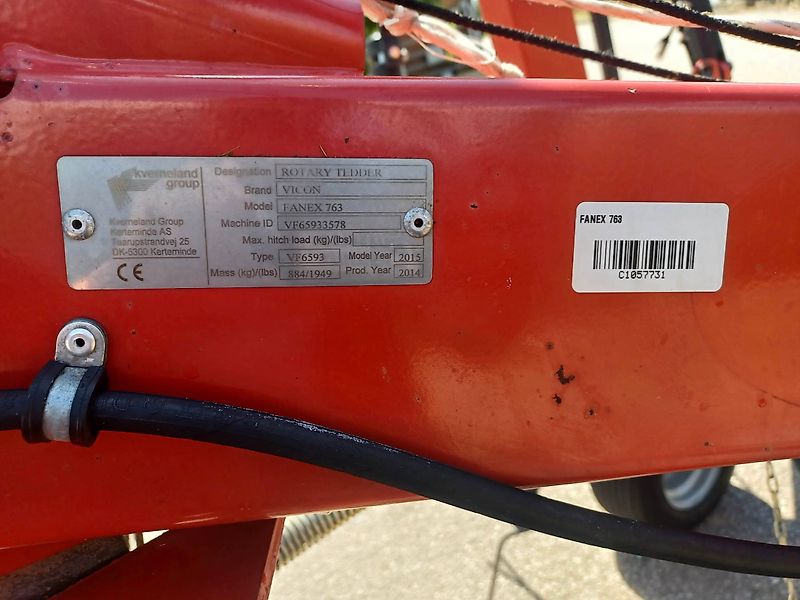 kverneland
group
Kverneland Group
Kerteminde AS
Taarupstrandvej 25
DK-5300 Kerteminde
CE
Designation ROTARY TEDDER
Brand VICON
Model FANEX 763
Machine ID VF65933578
Max. hitch load (kg)/(lbs)
Type VF6593 Model Year 2015
Mass (kg)/(lbs) 884/1949 Prod. Year 2014
FANEX 763
C1057731